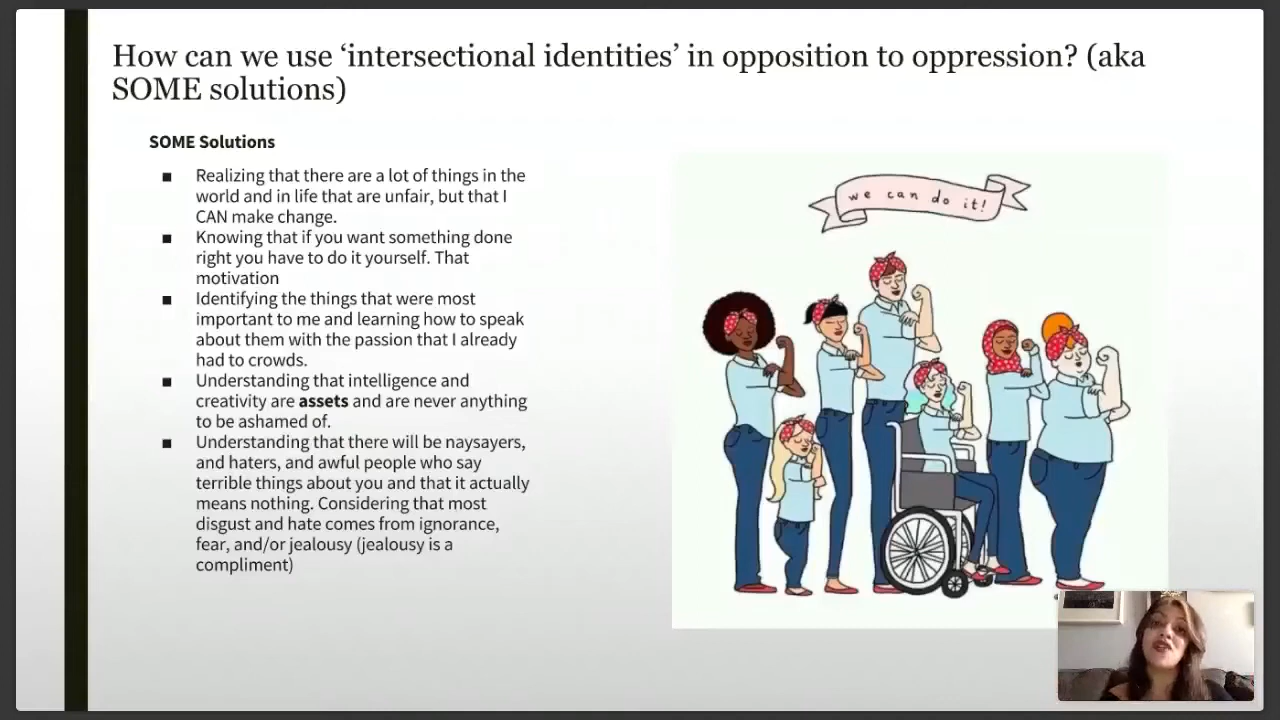 How can we use ‘intersectional identities’ in opposition to oppression? (aka
SOME solutions)
SOME Solutions
■ Realizing that there are a lot of things in the
world and in life that are unfair, but that I
CAN make change.
■ Knowing that if you want something done
right you have to do it yourself. That
motivation
■ Identifying the things that were most
important to me and learning how to speak
about them with the passion that I already
had to crowds.
■ Understanding that intelligence and
creativity are assets and are never anything
to be ashamed of.
■ Understanding that there will be naysayers,
and haters, and awful people who say
terrible things about you and that it actually
means nothing. Considering that most
disgust and hate comes from ignorance,
fear, and/or jealousy (jealousy is a
compliment)
we can do it!